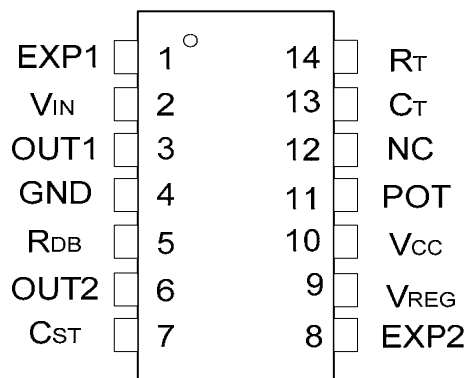 EXP1 1 14 RT
VIN 2 13 CT
OUT1 3 12 NC
GND 4 11 POT
RDB 5 10 VCC
OUT2 6 9 VREG
CST 7 8 EXP2